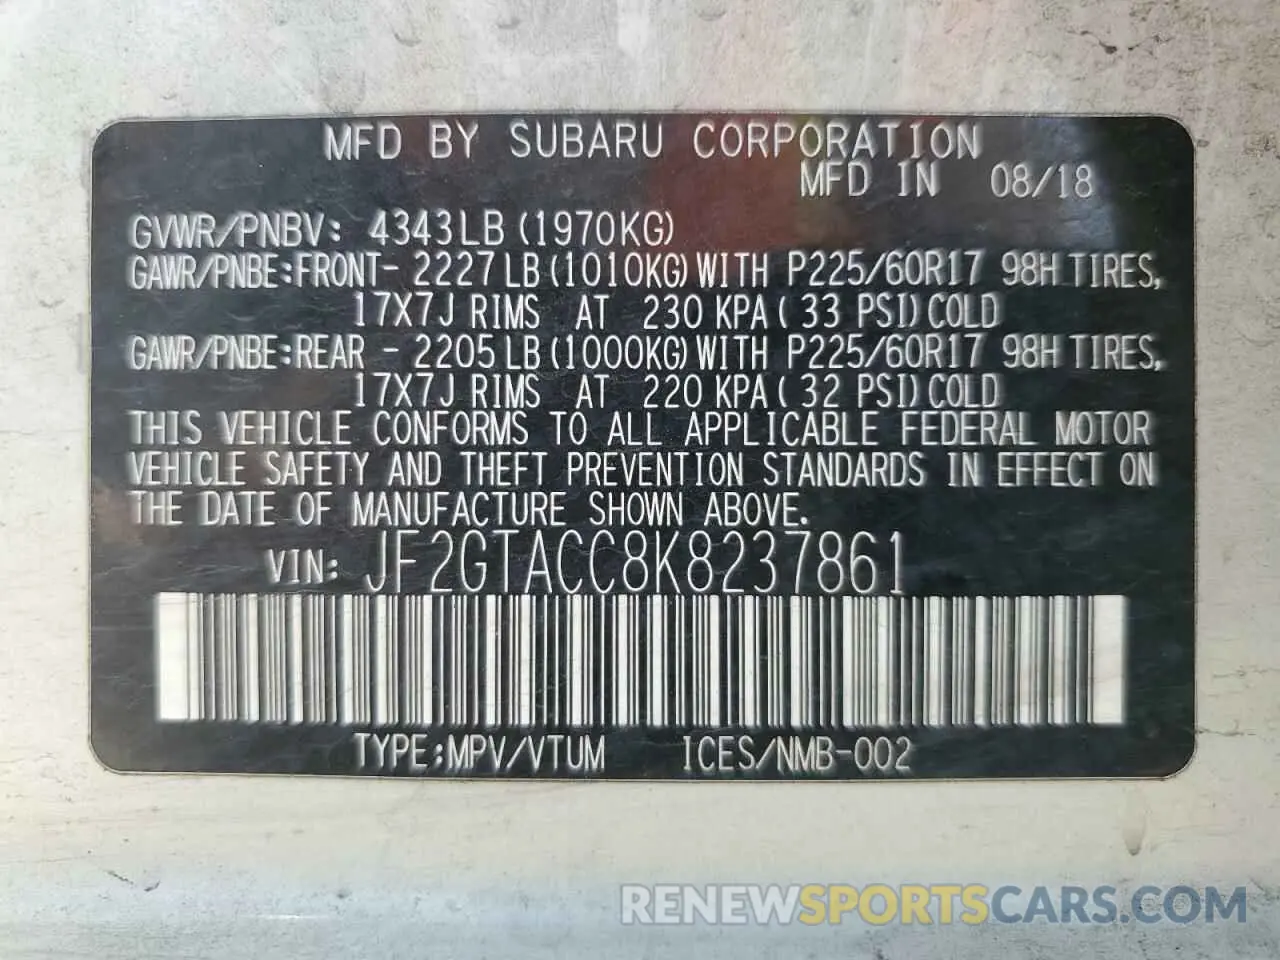 MFD BY SUBARU CORPORATION
MFD IN 08/18
GVWR/PNBV: 4343LB (1970KG)
GAWR/PNBE:FRONT- 2227LB (1010KG) WITH P225/60R17 98H TIRES,
17X7J RIMS AT 230 KPA ( 33 PSI) COLD
GAWR/PNBE:REAR - 2205LB (1000KG) WITH P225/60R17 98H TIRES,
17X7J RIMS AT 220 KPA ( 32 PSI) COLD
THIS VEHICLE CONFORMS TO ALL APPLICABLE FEDERAL MOTOR
VEHICLE SAFETY AND THEFT PREVENTION STANDARDS IN EFFECT ON
THE DATE OF MANUFACTURE SHOWN ABOVE.
VIN: JF2GTACC8K8237861
TYPE:MPV/VTUM ICES/NMB-002
RENEWSPORTSCARS.COM